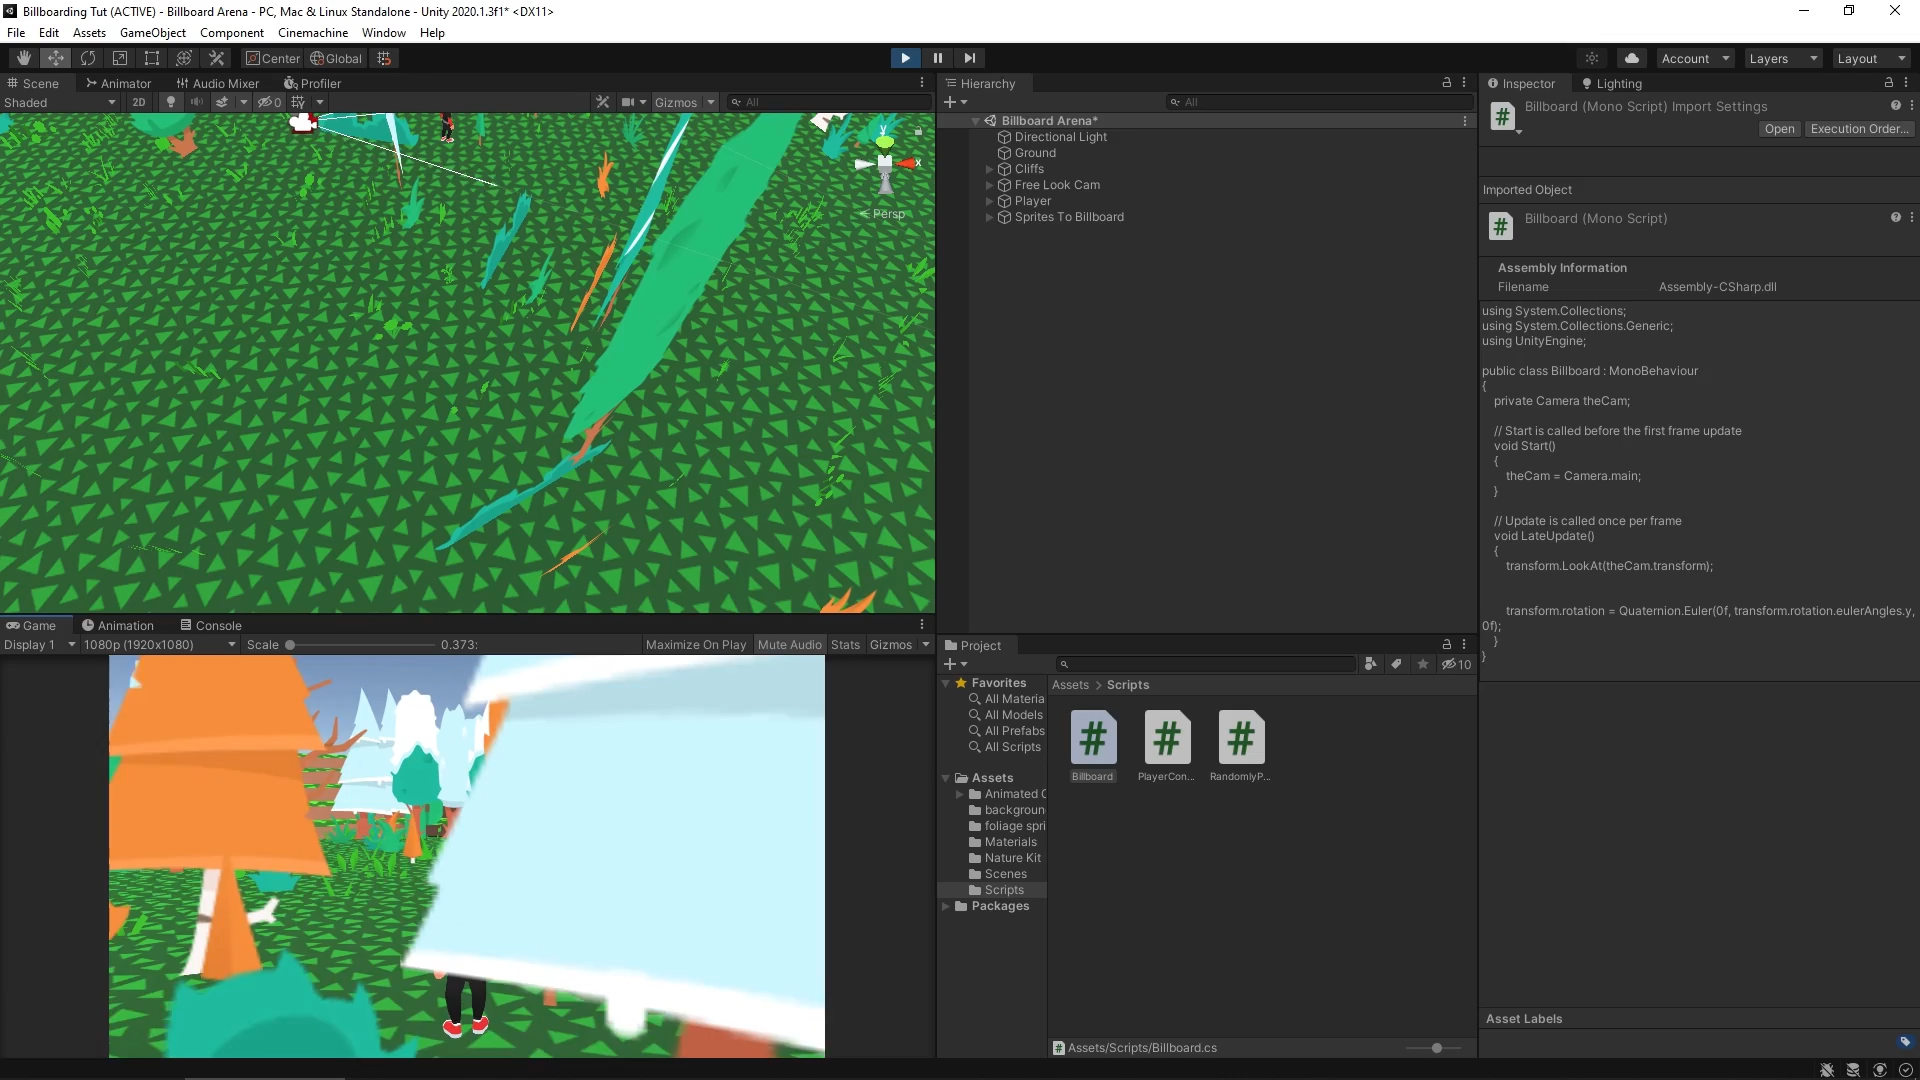 Billboarding Tut (ACTIVE) - Billboard Arena - PC, Mac & Linux Standalone - Unity 2020.1.3f1* <DX11>
File Edit Assets GameObject Component Cinemachine Window Help
Center Global Account Layers Layout
Scene Animator Audio Mixer Profiler
Shaded 2D 0 Gizmos All
y
x
Persp
Hierarchy
All
Billboard Arena*
Directional Light
Ground
Cliffs
Free Look Cam
Player
Sprites To Billboard
Inspector Lighting
Billboard (Mono Script) Import Settings
Open Execution Order...
Imported Object
Billboard (Mono Script)
Assembly Information
Filename Assembly-CSharp.dll
using System.Collections;
using System.Collections.Generic;
using UnityEngine;
public class Billboard : MonoBehaviour
{
private Camera theCam;
// Start is called before the first frame update
void Start()
{
theCam = Camera.main;
}
// Update is called once per frame
void LateUpdate()
{
transform.LookAt(theCam.transform);
transform.rotation = Quaternion.Euler(0f, transform.rotation.eulerAngles.y,
0f);
}
}
Asset Labels
Game Animation Console
Display 1 1080p (1920x1080) Scale 0.373: Maximize On Play Mute Audio Stats Gizmos
Project
10
Favorites
All Materia
All Models
All Prefabs
All Scripts
Assets
Animated C
backgroun
foliage spri
Materials
Nature Kit
Scenes
Scripts
Packages
Assets > Scripts
Billboard PlayerCon... RandomlyP...
Assets/Scripts/Billboard.cs